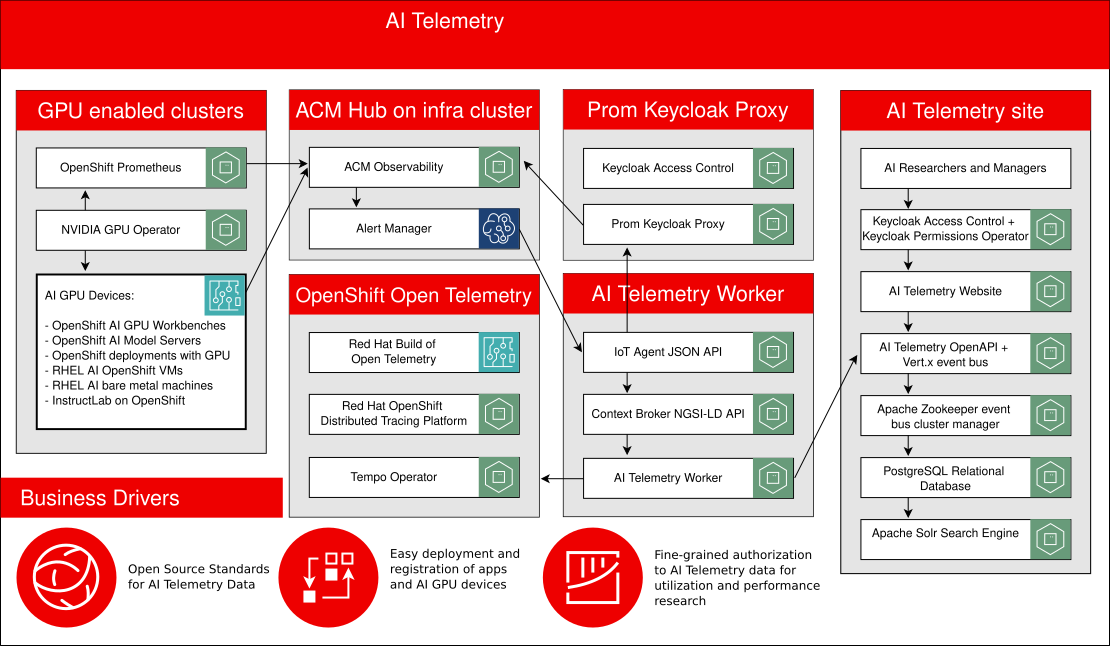 AI Telemetry
GPU enabled clusters
OpenShift Prometheus
NVIDIA GPU Operator
AI GPU Devices:
- OpenShift AI GPU Workbenches
- OpenShift AI Model Servers
- OpenShift deployments with GPU
- RHEL AI OpenShift VMs
- RHEL AI bare metal machines
- InstructLab on OpenShift
ACM Hub on infra cluster
ACM Observability
Alert Manager
OpenShift Open Telemetry
Red Hat Build of
Open Telemetry
Red Hat OpenShift
Distributed Tracing Platform
Tempo Operator
Prom Keycloak Proxy
Keycloak Access Control
Prom Keycloak Proxy
AI Telemetry Worker
IoT Agent JSON API
Context Broker NGSI-LD API
AI Telemetry Worker
AI Telemetry site
AI Researchers and Managers
Keycloak Access Control +
Keycloak Permissions Operator
AI Telemetry Website
AI Telemetry OpenAPI +
Vert.x event bus
Apache Zookeeper event
bus cluster manager
PostgreSQL Relational
Database
Apache Solr Search Engine
Business Drivers
Open Source Standards
for AI Telemetry Data
Easy deployment and
registration of apps
and AI GPU devices
Fine-grained authorization
to AI Telemetry data for
utilization and performance
research